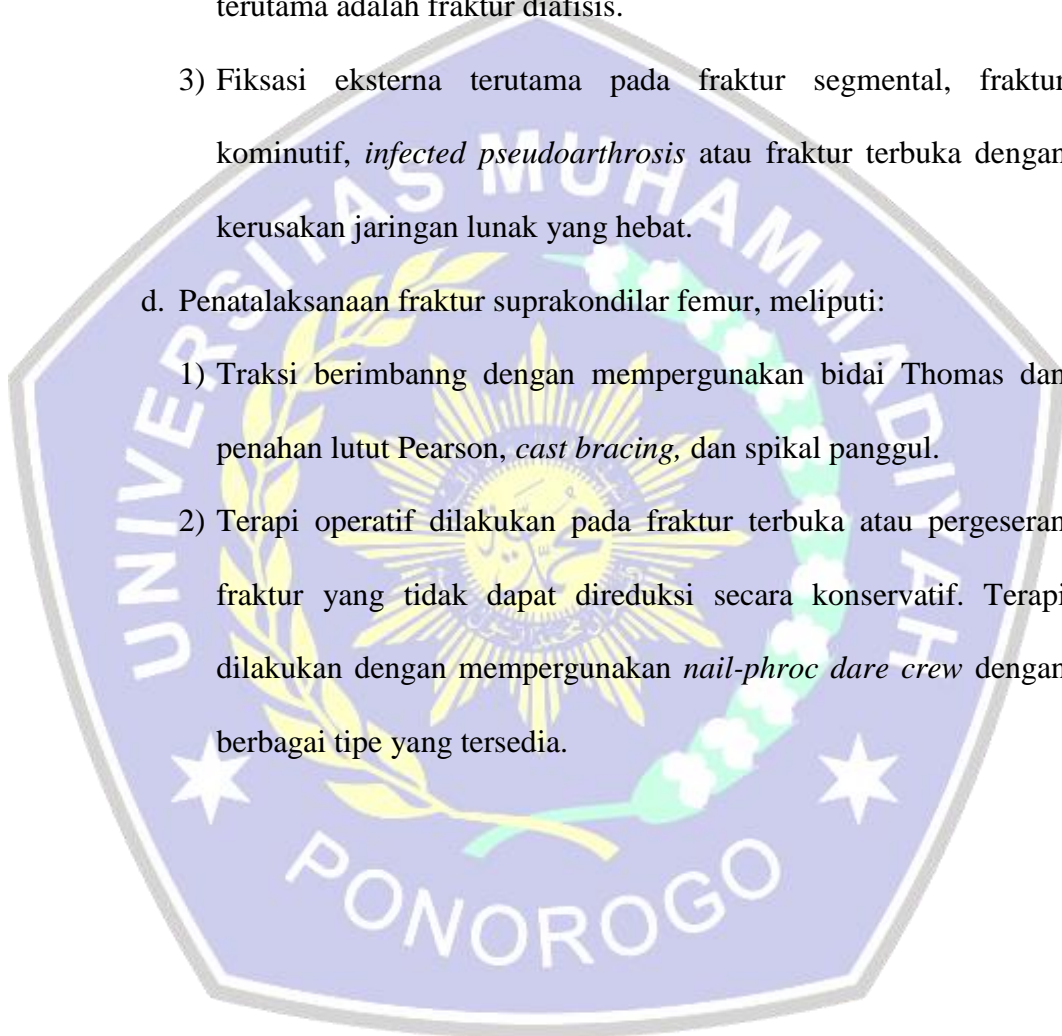 terutama adalah fraktur diafisis.
3) Fiksasi eksterna terutama pada fraktur segmental, fraktur
kominutif, infected pseudoarthrosis atau fraktur terbuka dengan
kerusakan jaringan lunak yang hebat.
d. Penatalaksanaan fraktur suprakondilar femur, meliputi:
1) Traksi berimbanng dengan mempergunakan bidai Thomas dan
penahan lutut Pearson, cast bracing, dan spikal panggul.
2) Terapi operatif dilakukan pada fraktur terbuka atau pergeseran
fraktur yang tidak dapat direduksi secara konservatif. Terapi
dilakukan dengan mempergunakan nail-phroc dare crew dengan
berbagai tipe yang tersedia.
UNIVERSITAS MUHAMMADIYAH
PONOROGO